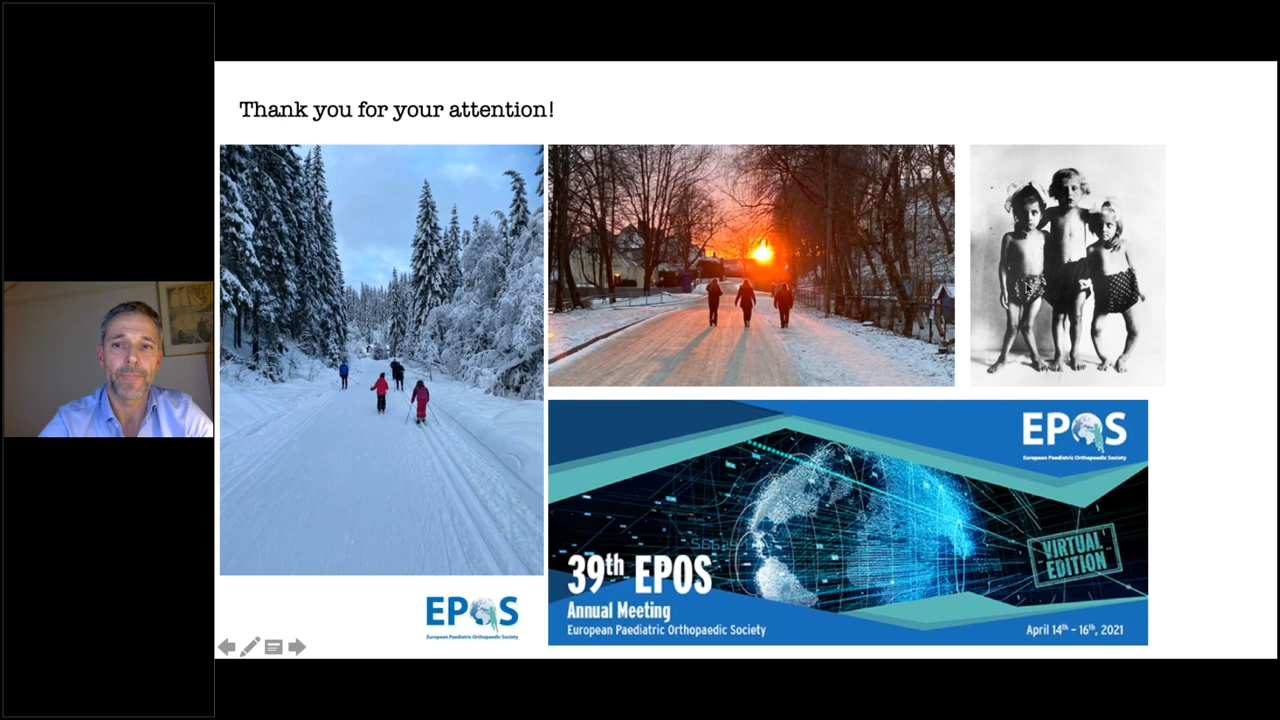 Thank you for your attention!
EPOS
European Paediatric Orthopaedic Society
VIRTUAL
EDITION
39th EPOS
Annual Meeting
European Paediatric Orthopaedic Society
April 14th – 16th, 2021
EPOS
European Paediatric Orthopaedic Society